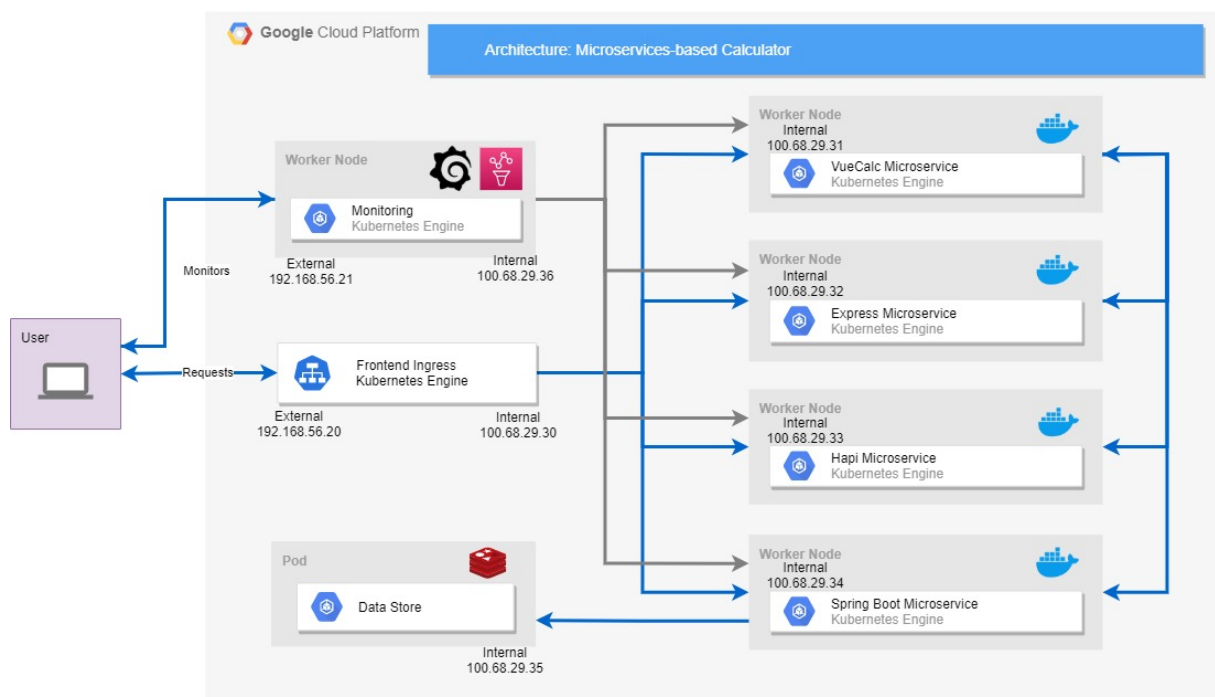 Google Cloud Platform
Architecture: Microservices-based Calculator
Worker Node
Monitoring
Kubernetes Engine
External
192.168.56.21
Internal
100.68.29.36
Monitors
User
Requests
Frontend Ingress
Kubernetes Engine
External
192.168.56.20
Internal
100.68.29.30
Pod
Data Store
Internal
100.68.29.35
Worker Node
Internal
100.68.29.31
VueCalc Microservice
Kubernetes Engine
Worker Node
Internal
100.68.29.32
Express Microservice
Kubernetes Engine
Worker Node
Internal
100.68.29.33
Hapi Microservice
Kubernetes Engine
Worker Node
Internal
100.68.29.34
Spring Boot Microservice
Kubernetes Engine